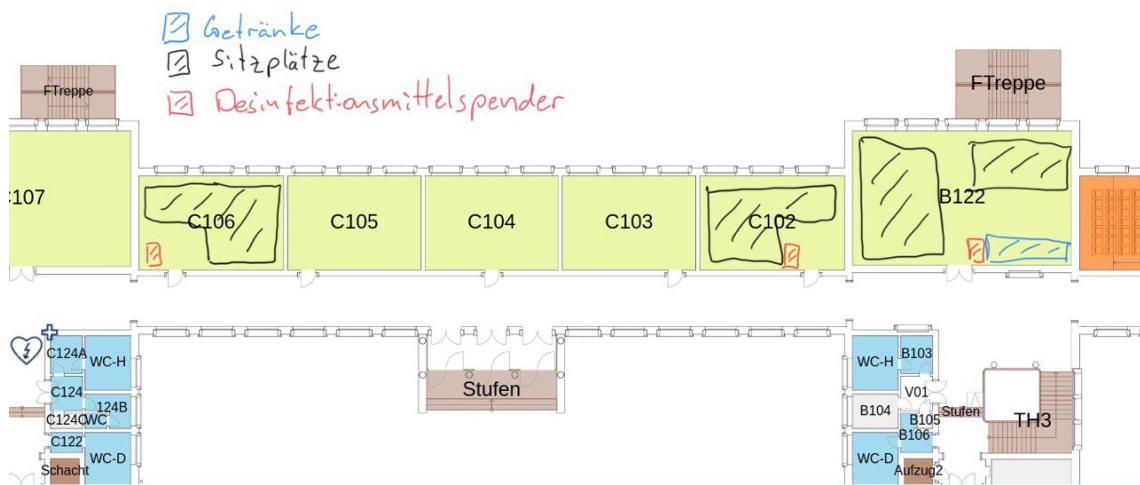 Getränke
Sitzplätze
Desinfektionsmittelspender
FTreppe
FTreppe
C107
C106
C105
C104
C103
C102
B122
C124A
WC-H
C124
124B
C124C
WC
C122
WC-D
Schacht
Stufen
WC-H
B103
V01
B104
B105
B106
WC-D
Aufzug2
Stufen
TH3